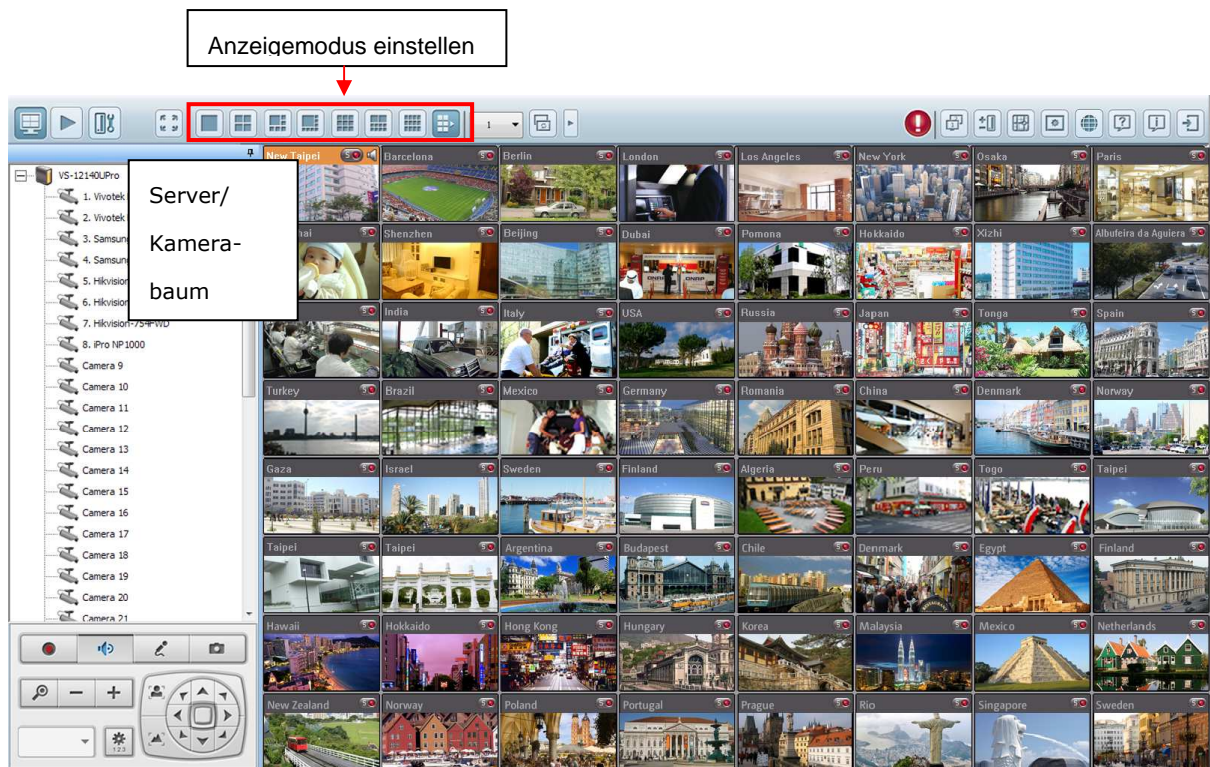 Anzeigemodus einstellen
1
Server/
Kamera-
baum
VS-12140UPro
1. Vivotek
2. Vivotek
3. Samsun
4. Samsun
5. Hikvision
6. Hikvision
7. Hikvision-754FWD
8. iPro NP1000
Camera 9
Camera 10
Camera 11
Camera 12
Camera 13
Camera 14
Camera 15
Camera 16
Camera 17
Camera 18
Camera 19
Camera 20
Camera 21
123
New Taipei Barcelona Berlin London Los Angeles New York Osaka Paris
hai Shenzhen Beijing Dubai Pomona Hokkaido Xizhi Albufeira da Aguiera
India Italy USA Russia Japan Tonga Spain
Turkey Brazil Mexico Germany Romania China Denmark Norway
Gaza Israel Sweden Finland Algeria Peru Togo Taipei
Taipei Taipei Argentina Budapest Chile Denmark Egypt Finland
Hawaii Hokkaido Hong Kong Hungary Korea Malaysia Mexico Netherlands
New Zealand Norway Poland Portugal Prague Rio Singapore Sweden